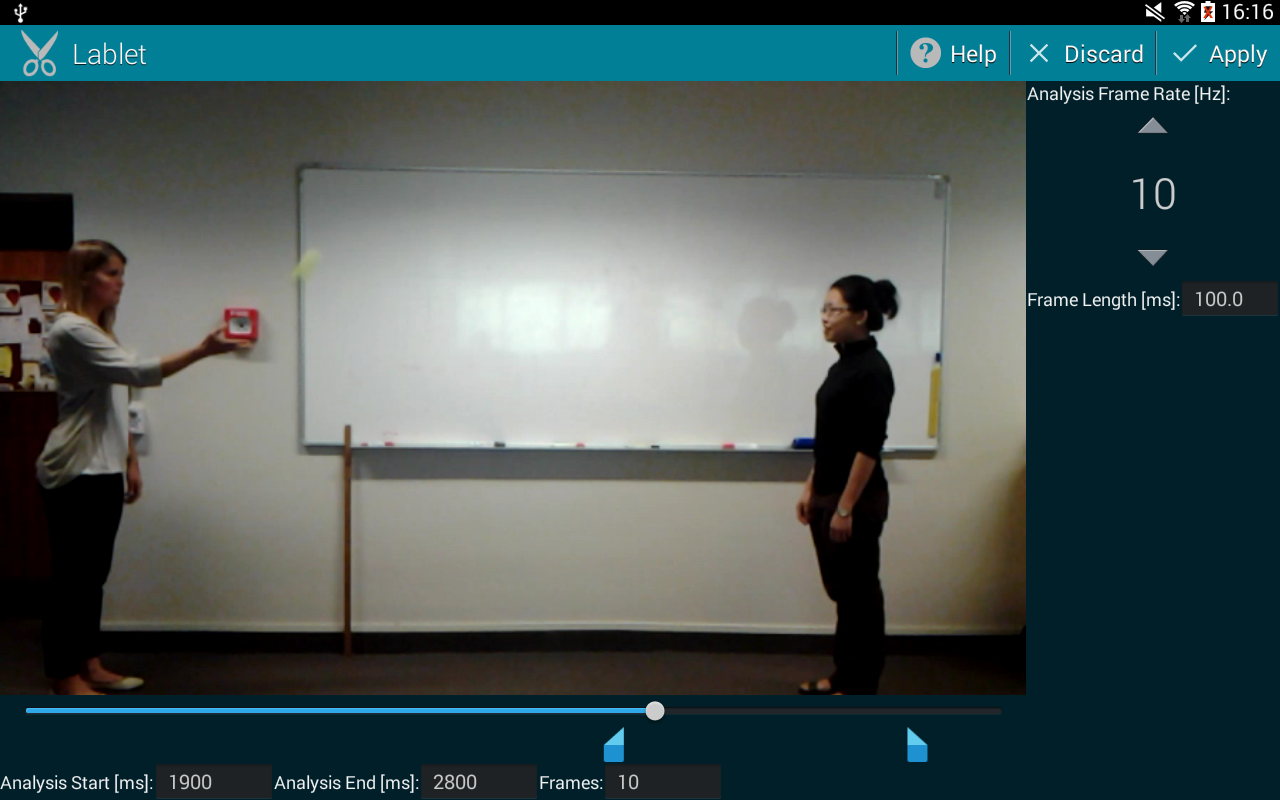 16:16
Lablet
? Help
Discard
Apply
Analysis Frame Rate [Hz]:
10
Frame Length [ms]: 100.0
Analysis Start [ms]: 1900 Analysis End [ms]: 2800 Frames: 10